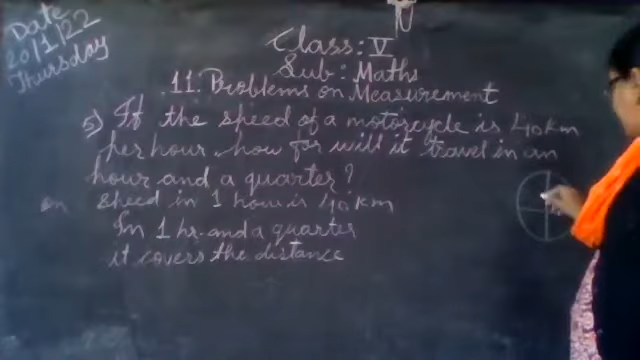 Date
20/1/22
Thursday
Class: V
Sub: Maths
11. Problems on Measurement
5) If the speed of a motorcycle is 40 km
per hour, how far will it travel in an
hour and a quarter?
speed in 1 hour is 40 km
In 1 hr. and a quarter
it covers the distance